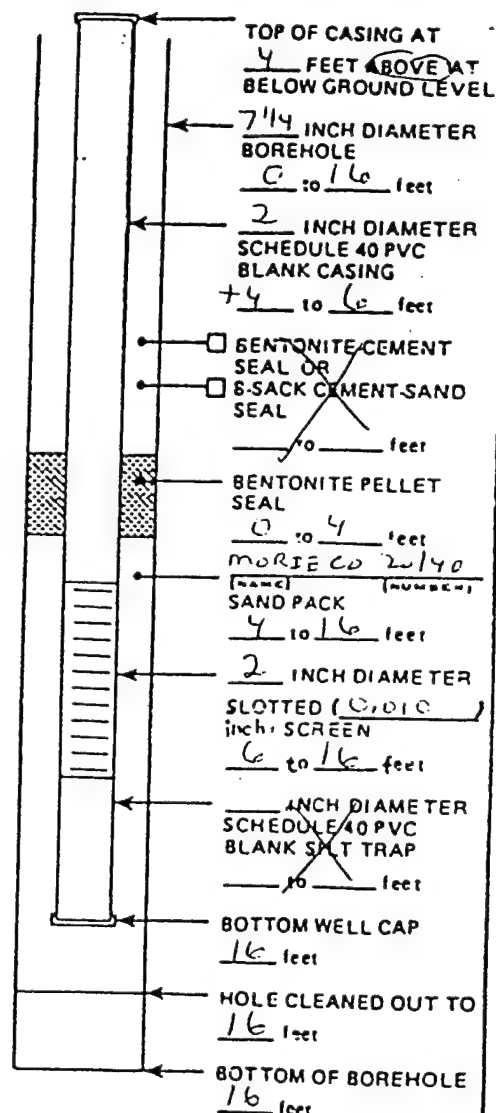 TOP OF CASING AT
4 FEET ABOVE AT
BELOW GROUND LEVEL
7 1/4 INCH DIAMETER
BOREHOLE
0 to 16 feet
2 INCH DIAMETER
SCHEDULE 40 PVC
BLANK CASING
+4 to 6 feet
BENTONITE-CEMENT
SEAL OR
8-SACK CEMENT-SAND
SEAL
to feet
BENTONITE PELLET
SEAL
0 to 4 feet
MORIE CO 20/40
(NAME) (NUMBER)
SAND PACK
4 to 16 feet
2 INCH DIAMETER
SLOTTED (0.010)
inch SCREEN
6 to 16 feet
INCH DIAMETER
SCHEDULE 40 PVC
BLANK SILT TRAP
to feet
BOTTOM WELL CAP
16 feet
HOLE CLEANED OUT TO
16 feet
BOTTOM OF BOREHOLE
16 feet